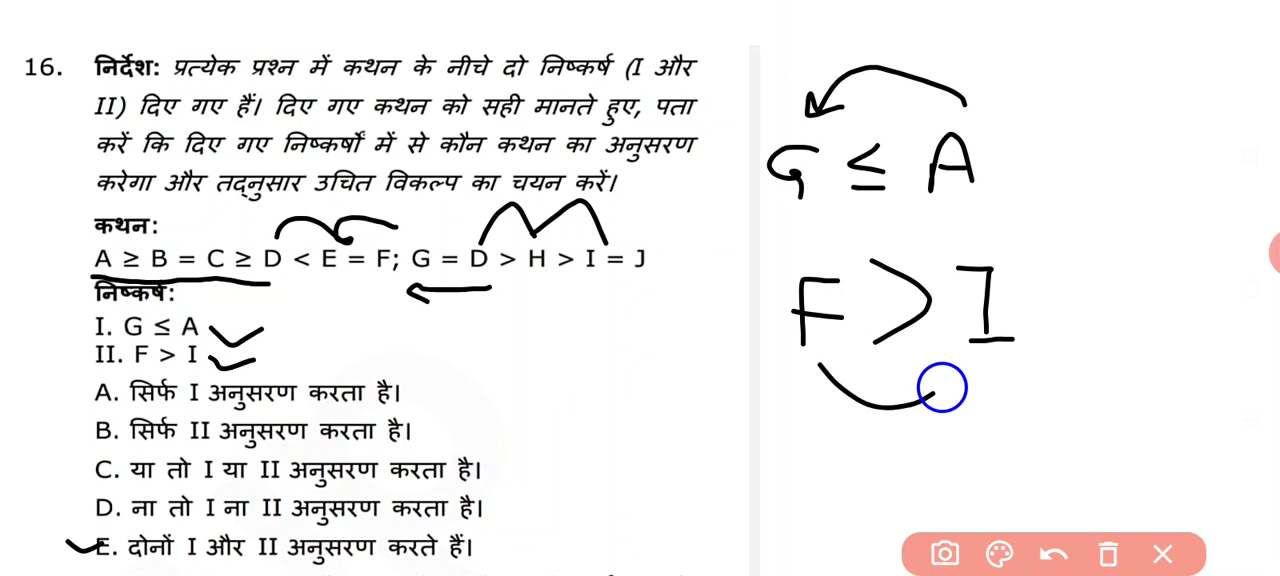 16. निर्देश: प्रत्येक प्रश्न में कथन के नीचे दो निष्कर्ष (I और
II) दिए गए हैं। दिए गए कथन को सही मानते हुए, पता
करें कि दिए गए निष्कर्षों में से कौन कथन का अनुसरण
करेगा और तद्नुसार उचित विकल्प का चयन करें।
कथन:
A ≥ B = C ≥ D < E = F; G = D > H > I = J
निष्कर्ष:
I. G ≤ A
II. F > I
A. सिर्फ I अनुसरण करता है।
B. सिर्फ II अनुसरण करता है।
C. या तो I या II अनुसरण करता है।
D. ना तो I ना II अनुसरण करता है।
E. दोनों I और II अनुसरण करते हैं।
G ≤ A
F > I